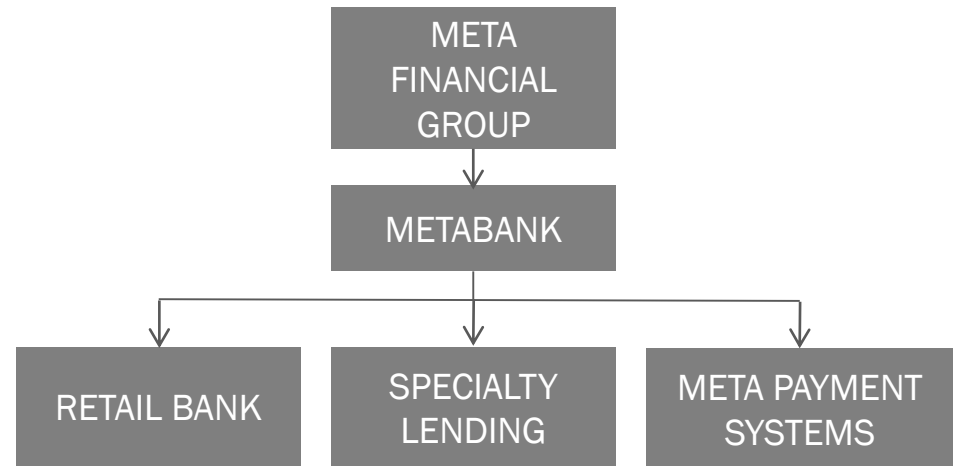 META
FINANCIAL
GROUP
METABANK
RETAIL BANK
SPECIALTY
LENDING
META PAYMENT
SYSTEMS